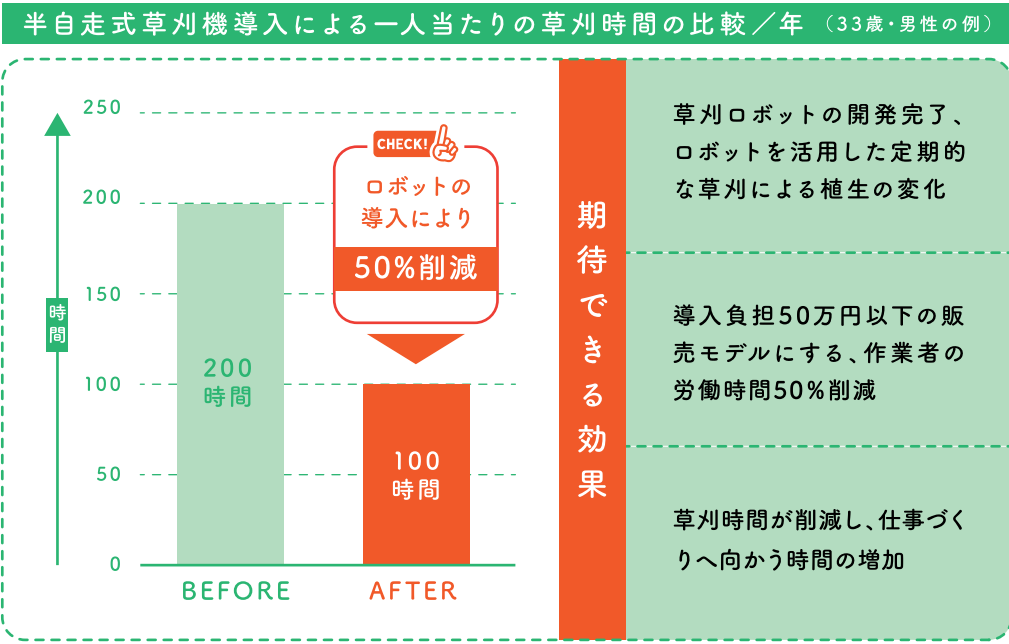 半自走式草刈機導入による一人当たりの草刈時間の比較／年 （33歳・男性の例）
250
200
150
100
50
0
時間
CHECK!
ロボットの
導入により
50%削減
200
時間
100
時間
BEFORE
AFTER
期待できる効果
草刈ロボットの開発完了、
ロボットを活用した定期的
な草刈による植生の変化
導入負担50万円以下の販
売モデルにする、作業者の
労働時間50%削減
草刈時間が削減し、仕事づく
りへ向かう時間の増加